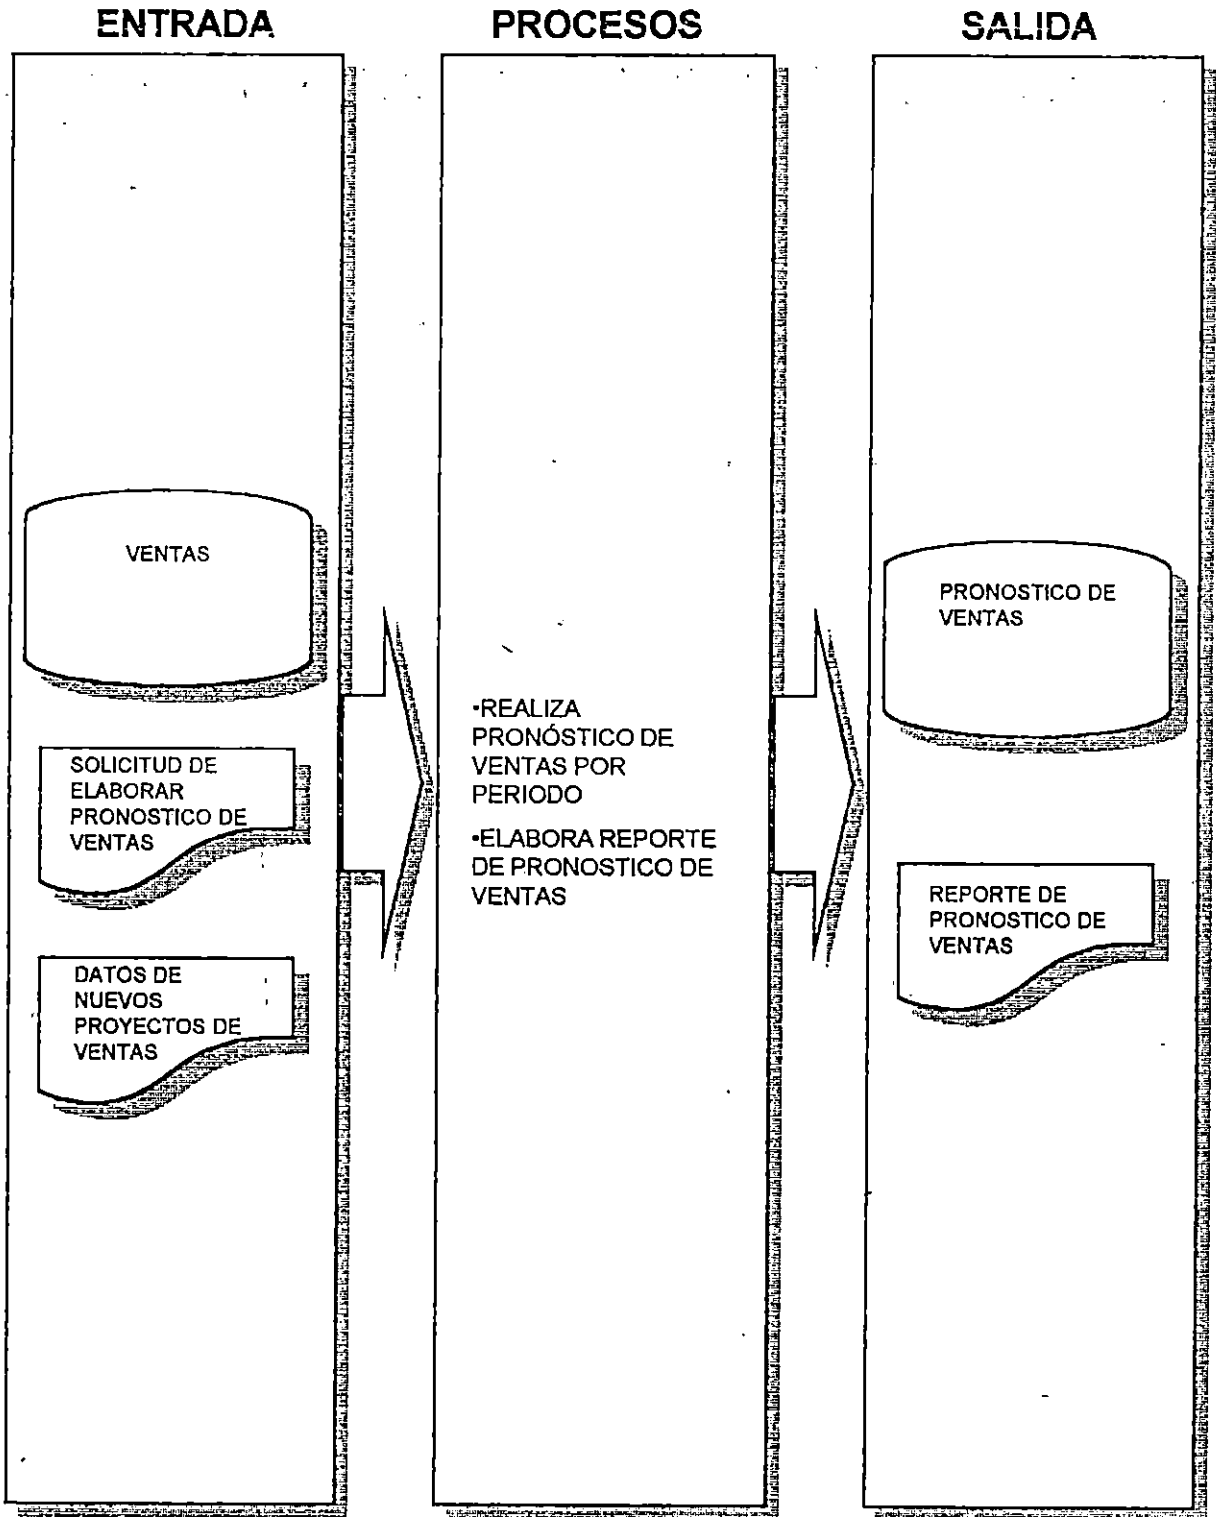 ENTRADA
PROCESOS
SALIDA
VENTAS
SOLICITUD DE
ELABORAR
PRONOSTICO DE
VENTAS
DATOS DE
NUEVOS
PROYECTOS DE
VENTAS
•REALIZA
PRONÓSTICO DE
VENTAS POR
PERIODO
•ELABORA REPORTE
DE PRONOSTICO DE
VENTAS
PRONOSTICO DE
VENTAS
REPORTE DE
PRONOSTICO DE
VENTAS